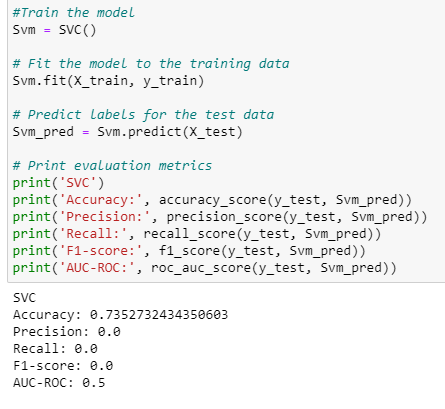 #Train the model
Svm = SVC()
# Fit the model to the training data
Svm.fit(X_train, y_train)
# Predict labels for the test data
Svm_pred = Svm.predict(X_test)
# Print evaluation metrics
print('SVC')
print('Accuracy:', accuracy_score(y_test, Svm_pred))
print('Precision:', precision_score(y_test, Svm_pred))
print('Recall:', recall_score(y_test, Svm_pred))
print('F1-score:', f1_score(y_test, Svm_pred))
print('AUC-ROC:', roc_auc_score(y_test, Svm_pred))
SVC
Accuracy: 0.7352732434350603
Precision: 0.0
Recall: 0.0
F1-score: 0.0
AUC-ROC: 0.5